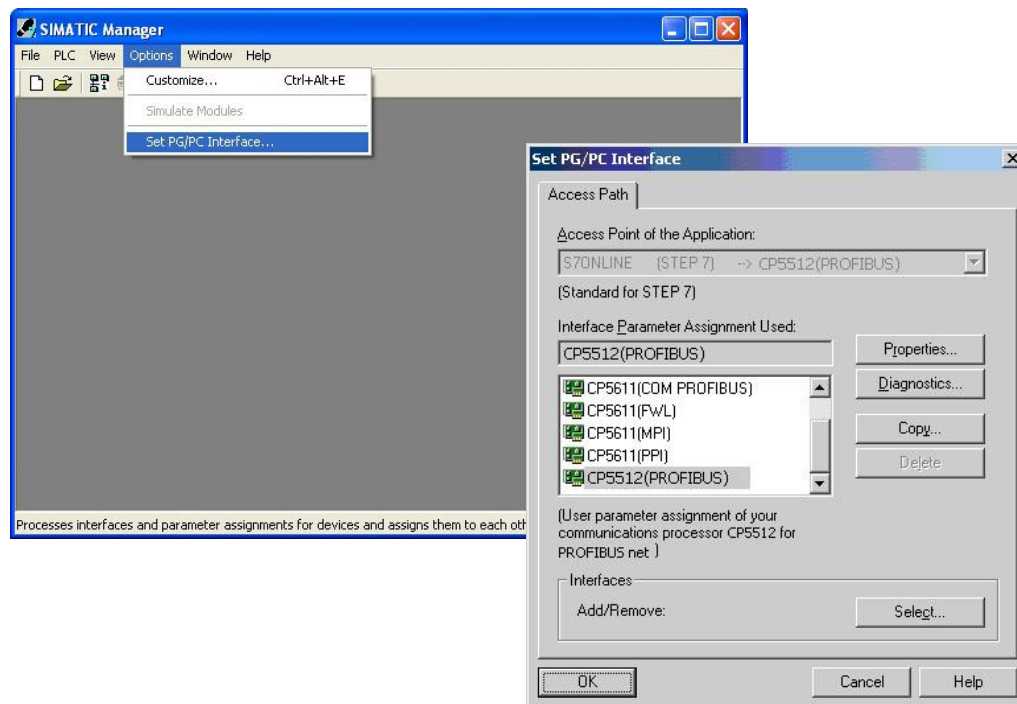 SIMATIC Manager
File PLC View Options Window Help
Customize... Ctrl+Alt+E
Simulate Modules
Set PG/PC Interface...
Processes interfaces and parameter assignments for devices and assigns them to each oth
Set PG/PC Interface
Access Path
Access Point of the Application:
S7ONLINE (STEP 7) --> CP5512(PROFIBUS)
(Standard for STEP 7)
Interface Parameter Assignment Used:
CP5512(PROFIBUS)
Properties...
Diagnostics...
CP5611(COM PROFIBUS)
CP5611(FWL)
CP5611(MPI)
CP5611(PPI)
CP5512(PROFIBUS)
Copy...
Delete
(User parameter assignment of your
communications processor CP5512 for
PROFIBUS net )
Interfaces
Add/Remove:
Select...
OK
Cancel
Help